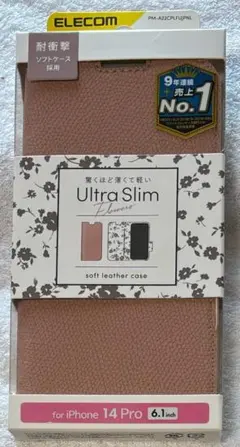 ELECOM
耐衝撃
ソフトケース
採用
9年連続
売上
No.1
驚くほど薄くて軽い
Ultra Slim
Flowers
soft leather case
for iPhone 14 Pro 6.1inch